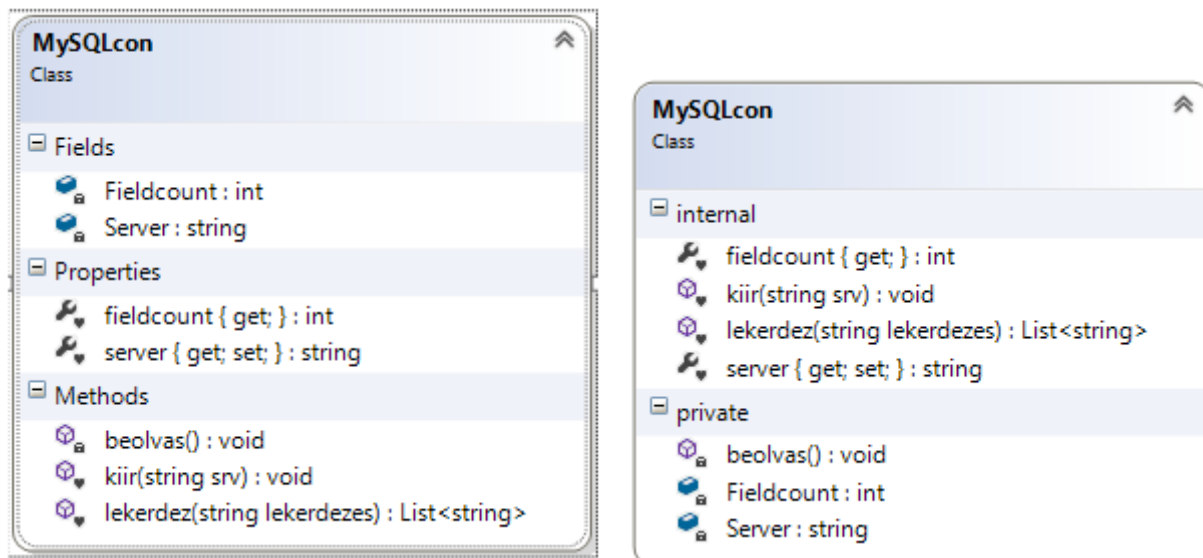 MySQLcon
Class
Fields
Fieldcount : int
Server : string
Properties
fieldcount { get; } : int
server { get; set; } : string
Methods
beolvas() : void
kiir(string srv) : void
lekerdez(string lekerdezes) : List<string>
MySQLcon
Class
internal
fieldcount { get; } : int
kiir(string srv) : void
lekerdez(string lekerdezes) : List<string>
server { get; set; } : string
private
beolvas() : void
Fieldcount : int
Server : string